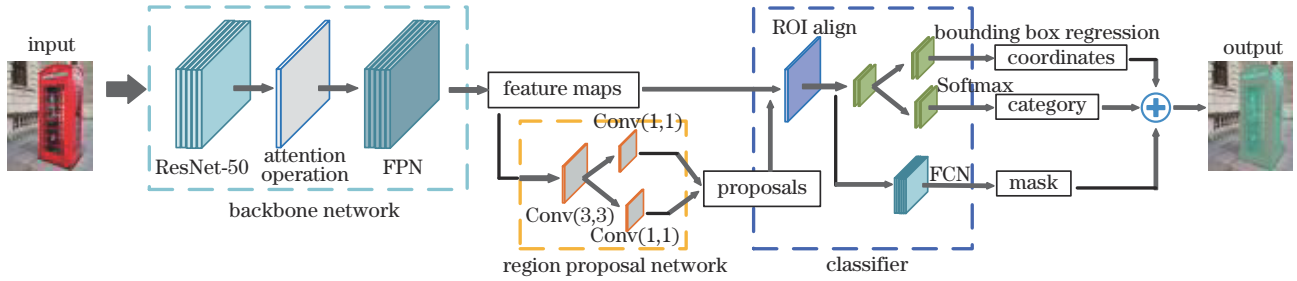 input
ResNet-50
attention
operation
FPN
backbone network
feature maps
Conv(1,1)
Conv(3,3)
Conv(1,1)
region proposal network
proposals
ROI align
bounding box regression
coordinates
Softmax
category
FCN
mask
classifier
output